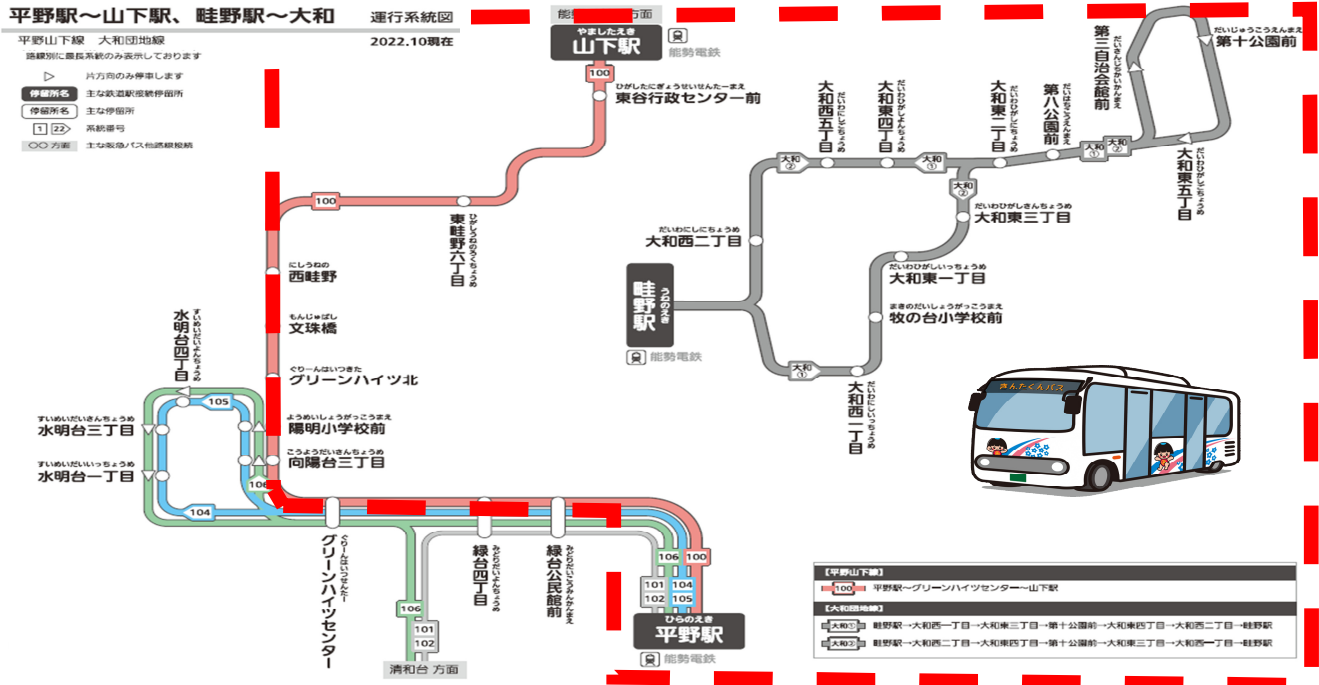 平野駅～山下駅、畦野駅～大和 運行系統図
平野山下線 大和団地線 2022.10現在
路線別に最長系統のみ表示しております
片方向のみ停車します
停留所名 主な鉄道駅接続停留所
停留所名 主な停留所
1 22 系統番号
〇〇 方面 主な阪急バス他路線接続
方面
やましたえき
山下駅
能勢電鉄
100
ひがしたにぎょうせいせんたーまえ
東谷行政センター前
100
ひがしうねのろくちょうめ
東畦野六丁目
にしうねの
西畦野
もんじゅばし
文珠橋
ぐりーんはいつきた
グリーンハイツ北
ようめいしょうがっこうまえ
陽明小学校前
こうようだいさんちょうめ
向陽台三丁目
すいめいだいよんちょうめ
水明台四丁目
105
すいめいだいさんちょうめ
水明台三丁目
すいめいだいいっちょうめ
水明台一丁目
104
ぐりーんはいつせんたー
グリーンハイツセンター
みどりだいよんちょうめ
緑台四丁目
みどりだいこうみんかんまえ
緑台公民館前
106
101
102
清和台 方面
106 100
101 104
102 105
ひらのえき
平野駅
能勢電鉄
うねのえき
畦野駅
能勢電鉄
だいわにしにちょうめ
大和西二丁目
大和②
だいわにしごちょうめ
大和西五丁目
だいわひがしよんちょうめ
大和東四丁目
大和①
だいわひがしにちょうめ
大和東二丁目
だいはちこうえんまえ
第八公園前
大和① 大和②
だいさんじちかいかんまえ
第三自治会館前
だいじゅうこうえんまえ
第十公園前
だいわひがしごちょうめ
大和東五丁目
大和②
だいわひがしさんちょうめ
大和東三丁目
だいわひがしいっちょうめ
大和東一丁目
まきのだいしょうがっこうまえ
牧の台小学校前
大和①
だいわにしいっちょうめ
大和西一丁目
きんたくんバス
【平野山下線】
100 平野駅～グリーンハイツセンター～山下駅
【大和団地線】
大和① 畦野駅→大和西一丁目→大和東三丁目→第十公園前→大和東四丁目→大和西二丁目→畦野駅
大和② 畦野駅→大和西二丁目→大和東四丁目→第十公園前→大和東三丁目→大和西一丁目→畦野駅